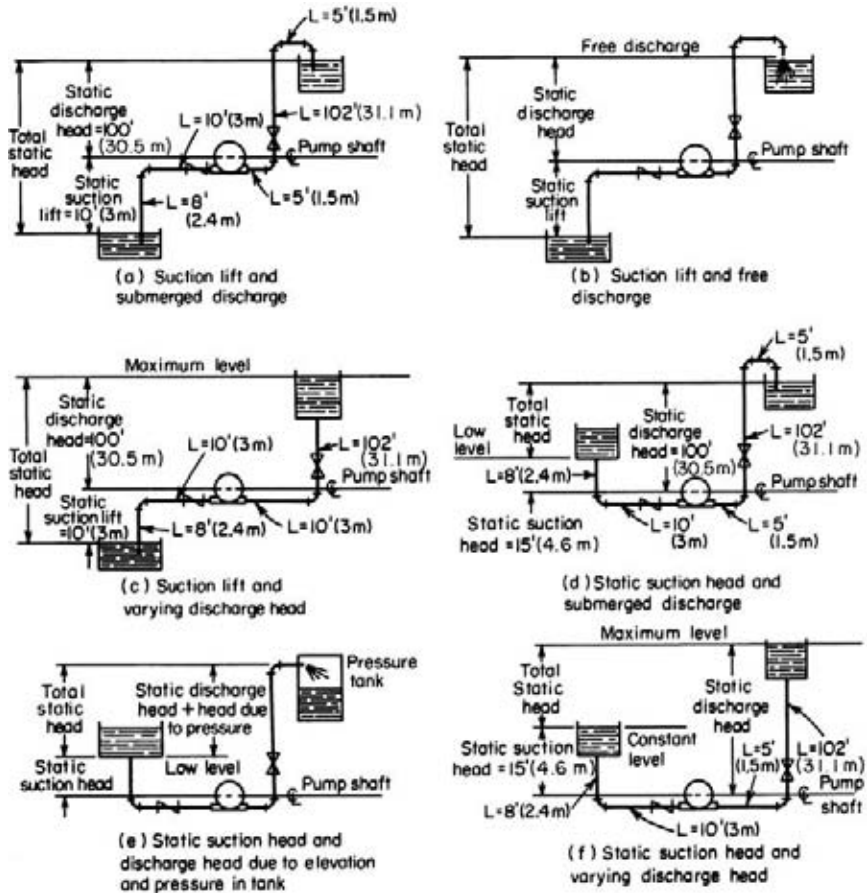 L=5'(1.5m)
Static
discharge
head=100'
(30.5 m)
Total
static
head
L=10'(3m)
L=102'(31.1 m)
Pump shaft
Static
suction
lift=10'(3m)
L=8'
(2.4 m)
L=5'(1.5m)
(a) Suction lift and
submerged discharge
Free discharge
Static
discharge
head
Total
static
head
Pump shaft
Static
suction
lift
(b) Suction lift and free
discharge
Maximum level
Static
discharge
head=100'
(30.5 m)
Total
static
head
L=10'(3m)
L=102'
(31.1 m)
Pump shaft
Static
suction lift
=10'(3m)
L=8'(2.4m)
L=10'(3m)
(c) Suction lift and
varying discharge head
L=5'
(1.5m)
Total
static
head
Static
discharge
head=100'
(30.5m)
Low
level
L=102'
(31.1 m)
L=8'(2.4m)
Pump shaft
Static suction
head=15'(4.6 m)
L=10'
(3m)
L=5'
(1.5m)
(d) Static suction head and
submerged discharge
Pressure
tank
Total
static
head
Static discharge
head + head due
to pressure
Static
suction head
Low level
Pump shaft
(e) Static suction head and
discharge head due to elevation
and pressure in tank
Maximum level
Total
Static
head
Static
discharge
head
Static suction
head=15'(4.6 m)
Constant
level
L=5'
(1.5m)
L=102'
(31.1 m)
Pump
shaft
L=8'(2.4m)
L=10'(3m)
(f) Static suction head and
varying discharge head